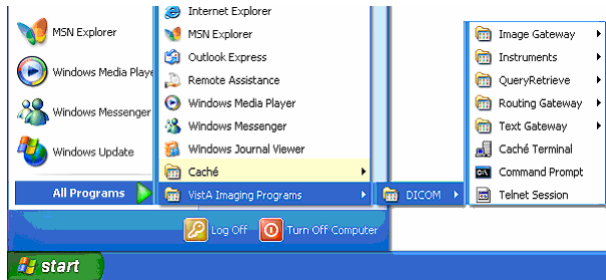 MSN Explorer
Windows Media Playe
Windows Messenger
Windows Update
All Programs
Internet Explorer
MSN Explorer
Outlook Express
Remote Assistance
Windows Media Player
Windows Messenger
Windows Journal Viewer
Caché
VistA Imaging Programs
DICOM
Image Gateway
Instruments
QueryRetrieve
Routing Gateway
Text Gateway
Caché Terminal
Command Prompt
Telnet Session
Log Off
Turn Off Computer
start